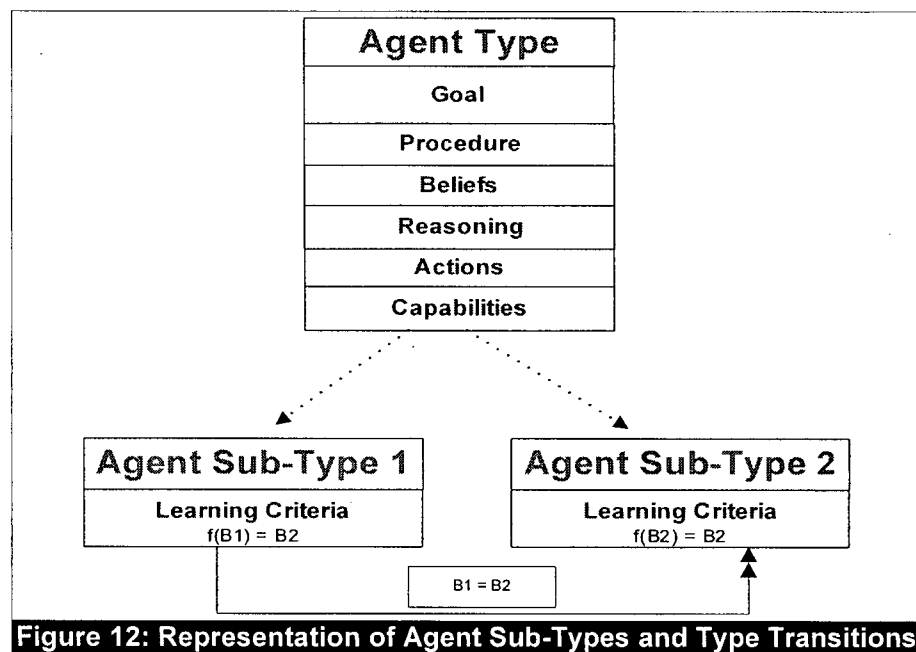 Agent Type
Goal
Procedure
Beliefs
Reasoning
Actions
Capabilities
Agent Sub-Type 1
Learning Criteria
f(B1) = B2
Agent Sub-Type 2
Learning Criteria
f(B2) = B2
B1 = B2
Figure 12: Representation of Agent Sub-Types and Type Transitions